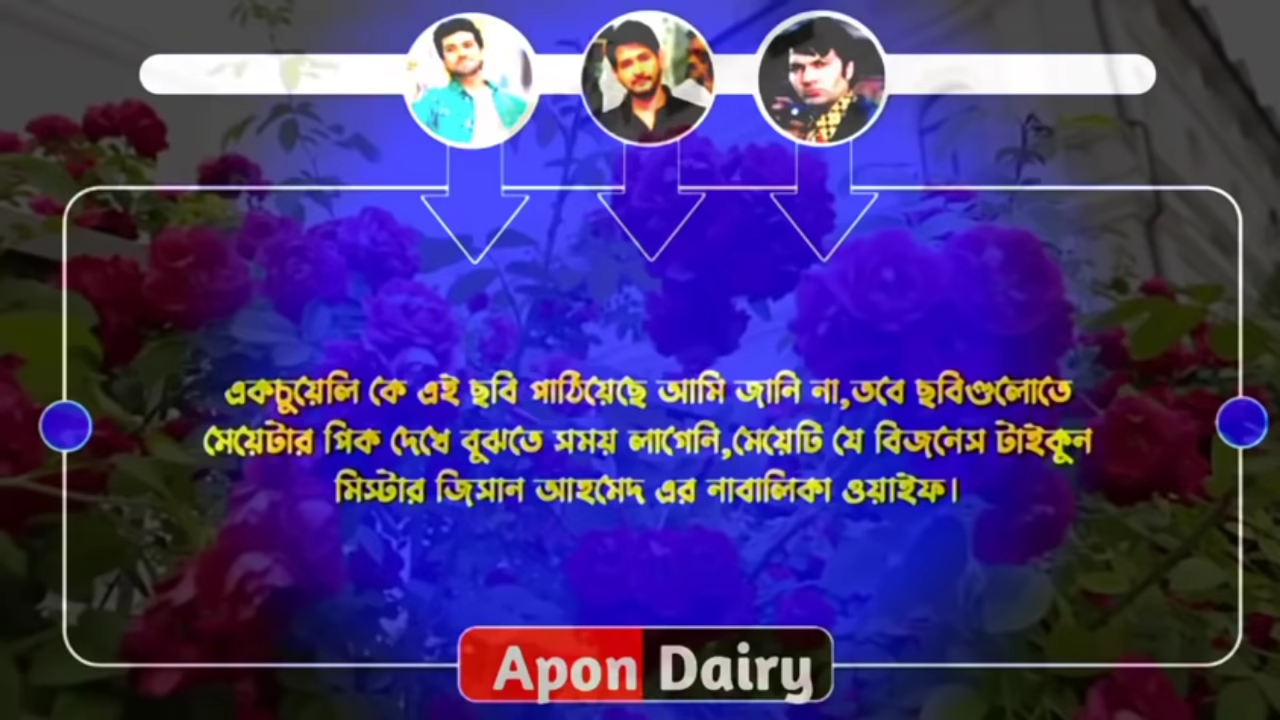 একচুয়েলি কে এই ছবি পাঠিয়েছে আমি জানি না,তবে ছবিগুলোতে
মেয়েটার পিক দেখে বুঝতে সময় লাগেনি,মেয়েটি যে বিজনেস টাইকুন
মিস্টার জিসান আহমেদ এর নাবালিকা ওয়াইফ।
Apon Dairy